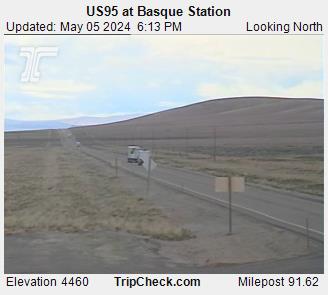 US95 at Basque Station
Updated: May 05 2024 6:13 PM Looking North
Elevation 4460 TripCheck.com Milepost 91.62